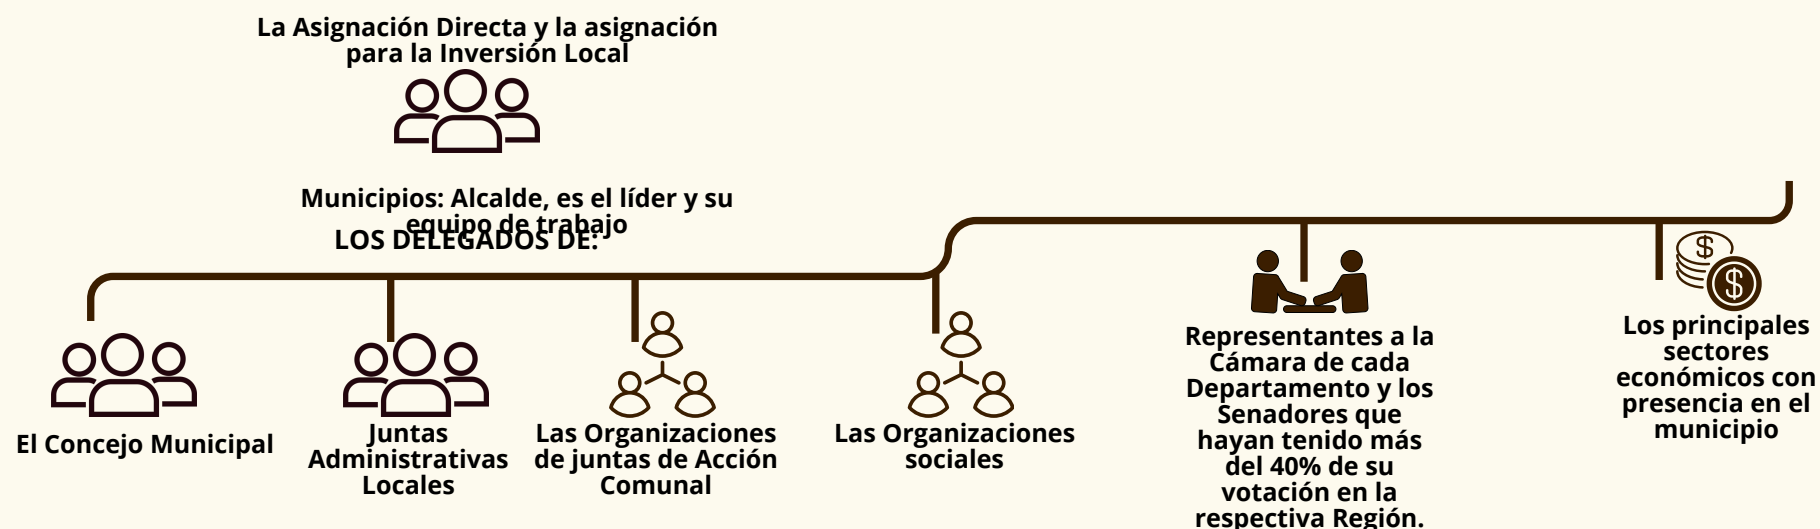 La Asignación Directa y la asignación
para la Inversión Local
Municipios: Alcalde, es el líder y su
equipo de trabajo
LOS DELEGADOS DE:
El Concejo Municipal
Juntas
Administrativas
Locales
Las Organizaciones
de juntas de Acción
Comunal
Las Organizaciones
sociales
Representantes a la
Cámara de cada
Departamento y los
Senadores que
hayan tenido más
del 40% de su
votación en la
respectiva Región.
$
$
Los principales
sectores
económicos con
presencia en el
municipio